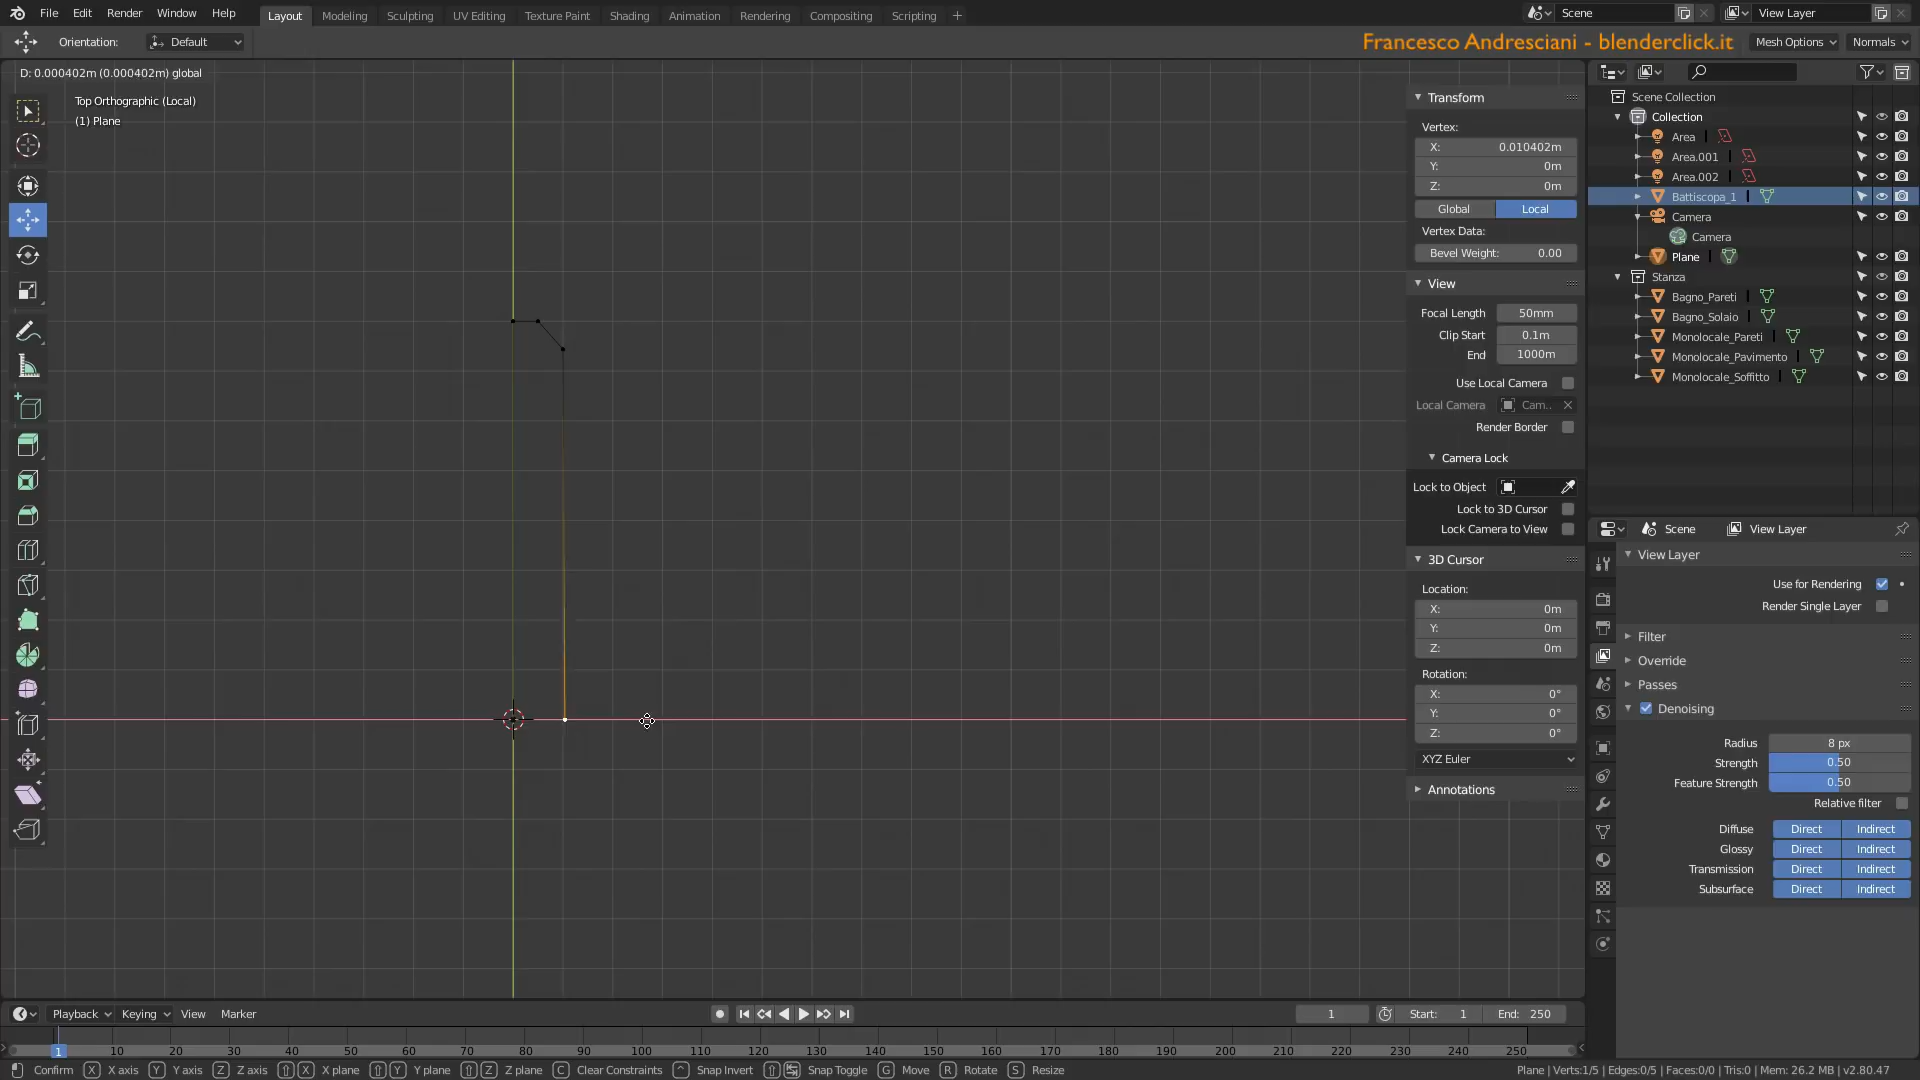 File Edit Render Window Help Layout Modeling Sculpting UV Editing Texture Paint Shading Animation Rendering Compositing Scripting + Scene View Layer
Orientation: Default Francesco Andresciani - blenderclick.it Mesh Options Normals
D: 0.000402m (0.000402m) global
Top Orthographic (Local)
(1) Plane
Transform
Vertex:
X: 0.010402m
Y: 0m
Z: 0m
Global Local
Vertex Data:
Bevel Weight: 0.00
View
Focal Length 50mm
Clip Start 0.1m
End 1000m
Use Local Camera
Local Camera Cam..
Render Border
Camera Lock
Lock to Object
Lock to 3D Cursor
Lock Camera to View
3D Cursor
Location:
X: 0m
Y: 0m
Z: 0m
Rotation:
X: 0°
Y: 0°
Z: 0°
XYZ Euler
Annotations
Scene Collection
Collection
Area
Area.001
Area.002
Battiscopa_1
Camera
Camera
Plane
Stanza
Bagno_Pareti
Bagno_Solaio
Monolocale_Pareti
Monolocale_Pavimento
Monolocale_Soffitto
Scene View Layer
View Layer
Use for Rendering
Render Single Layer
Filter
Override
Passes
Denoising
Radius 8 px
Strength 0.50
Feature Strength 0.50
Relative filter
Diffuse Direct Indirect
Glossy Direct Indirect
Transmission Direct Indirect
Subsurface Direct Indirect
Playback Keying View Marker 1 Start: 1 End: 250
1 10 20 30 40 50 60 70 80 90 100 110 120 130 140 150 160 170 180 190 200 210 220 230 240 250
Confirm X X axis Y Y axis Z Z axis X X plane Y Y plane Z Z plane C Clear Constraints Snap Invert Snap Toggle G Move R Rotate S Resize Plane | Verts:1/5 | Edges:0/5 | Faces:0/0 | Tris:0 | Mem: 26.2 MB | v2.80.47